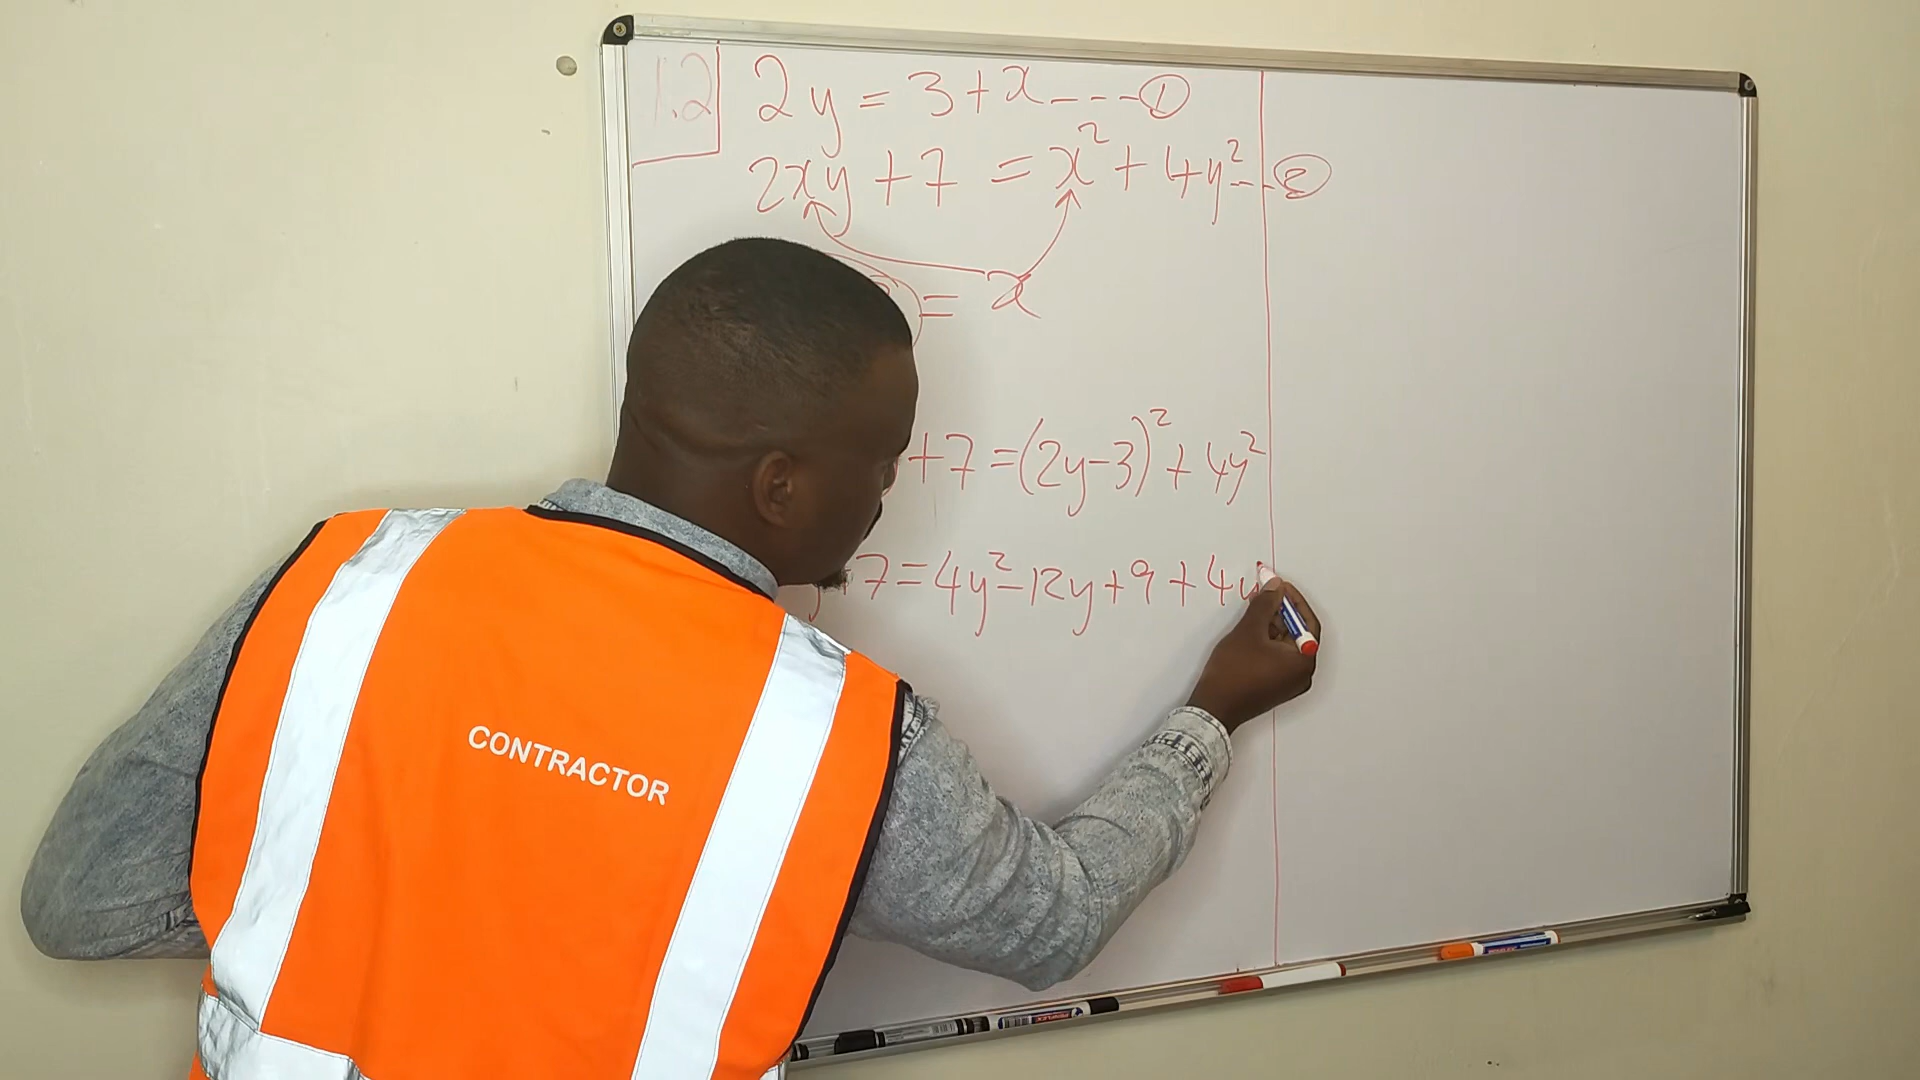 1.2
2y = 3 + x ---- ①
2xy + 7 = x² + 4y² --- ②
= x
+7 = (2y-3)² + 4y²
7 = 4y² - 12y + 9 + 4y
CONTRACTOR